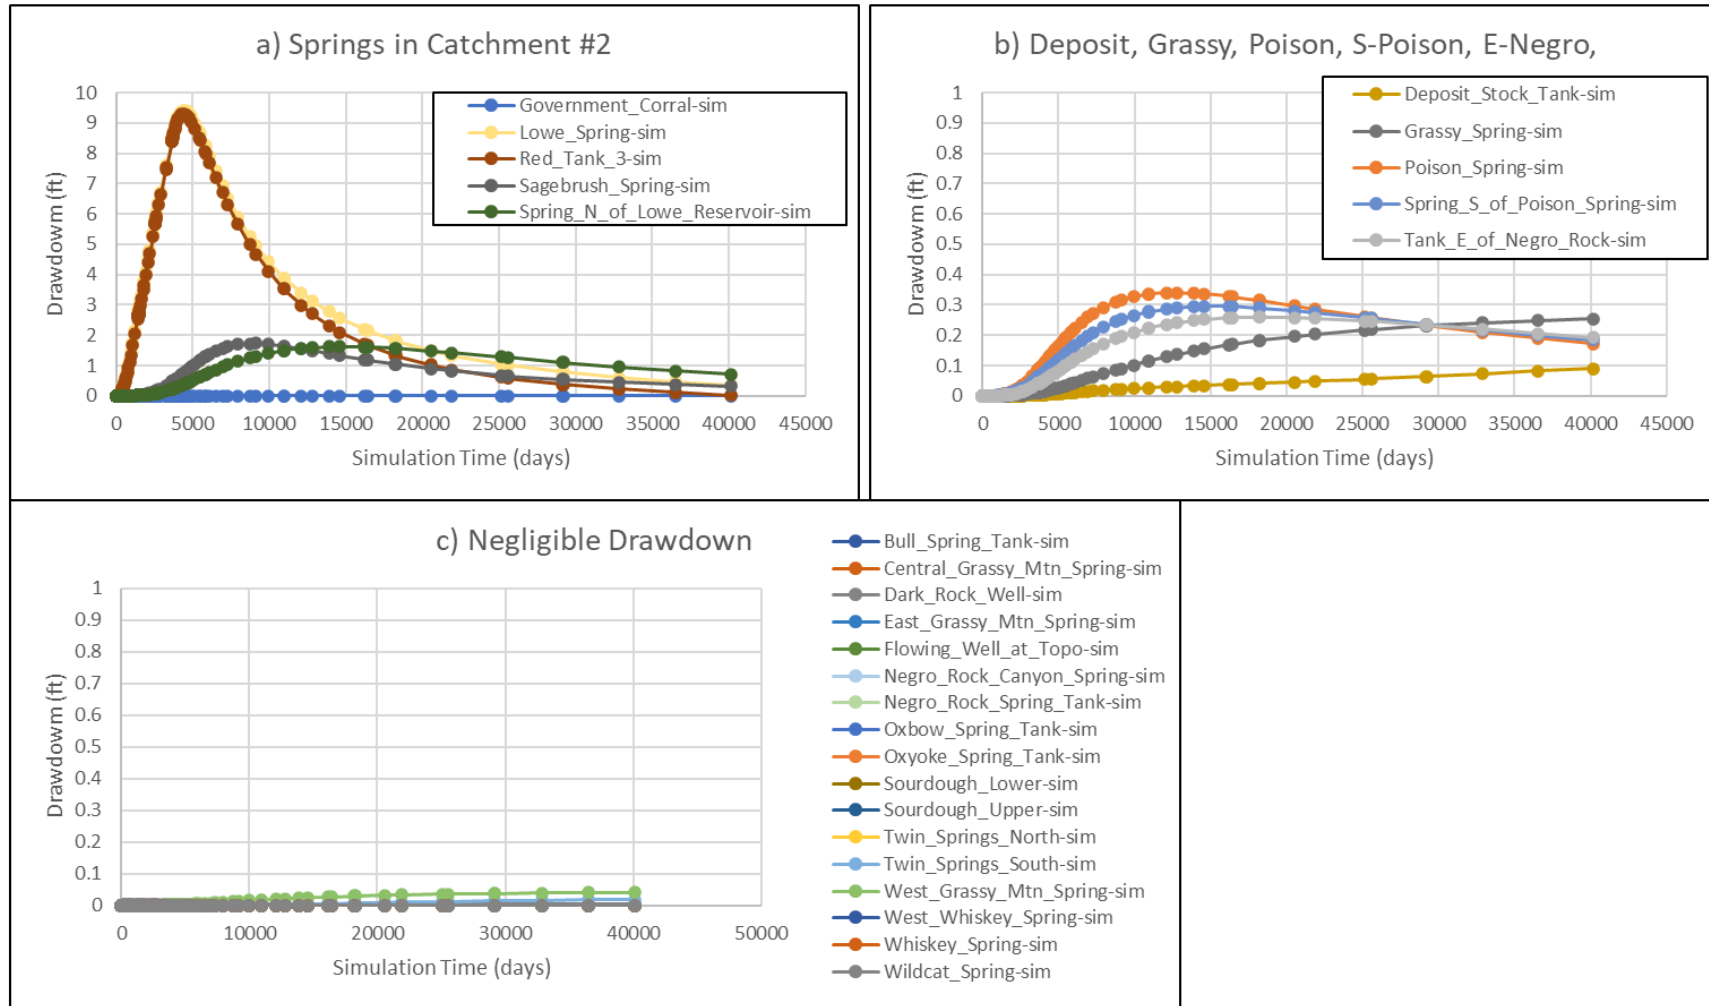 a) Springs in Catchment #2
10
9
8
7
6
5
4
3
2
1
0
Drawdowm (ft)
0 5000 10000 15000 20000 25000 30000 35000 40000 45000
Simulation Time (days)
Government_Corral-sim
Lowe_Spring-sim
Red_Tank_3-sim
Sagebrush_Spring-sim
Spring_N_of_Lowe_Reservoir-sim
b) Deposit, Grassy, Poison, S-Poison, E-Negro,
1
0.9
0.8
0.7
0.6
0.5
0.4
0.3
0.2
0.1
0
Drawdowm (ft)
0 5000 10000 15000 20000 25000 30000 35000 40000 45000
Simulation Time (days)
Deposit_Stock_Tank-sim
Grassy_Spring-sim
Poison_Spring-sim
Spring_S_of_Poison_Spring-sim
Tank_E_of_Negro_Rock-sim
c) Negligible Drawdown
1
0.9
0.8
0.7
0.6
0.5
0.4
0.3
0.2
0.1
0
Drawdowm (ft)
0 10000 20000 30000 40000 50000
Simulation Time (days)
Bull_Spring_Tank-sim
Central_Grassy_Mtn_Spring-sim
Dark_Rock_Well-sim
East_Grassy_Mtn_Spring-sim
Flowing_Well_at_Topo-sim
Negro_Rock_Canyon_Spring-sim
Negro_Rock_Spring_Tank-sim
Oxbow_Spring_Tank-sim
Oxyoke_Spring_Tank-sim
Sourdough_Lower-sim
Sourdough_Upper-sim
Twin_Springs_North-sim
Twin_Springs_South-sim
West_Grassy_Mtn_Spring-sim
West_Whiskey_Spring-sim
Whiskey_Spring-sim
Wildcat_Spring-sim